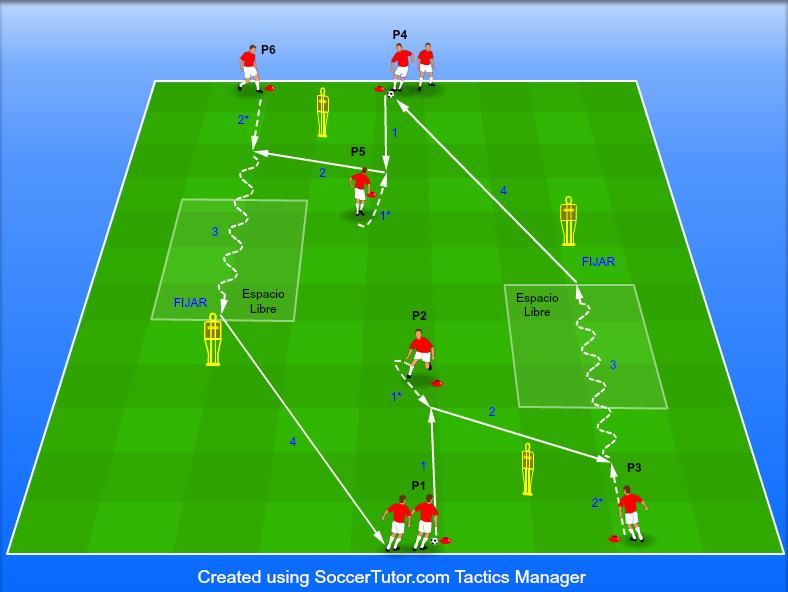 P6
P4
2*
1
P5
2
1*
4
3
FIJAR
Espacio
Libre
FIJAR
Espacio
Libre
P2
3
1*
2
4
1
P1
P3
2*
Created using SoccerTutor.com Tactics Manager